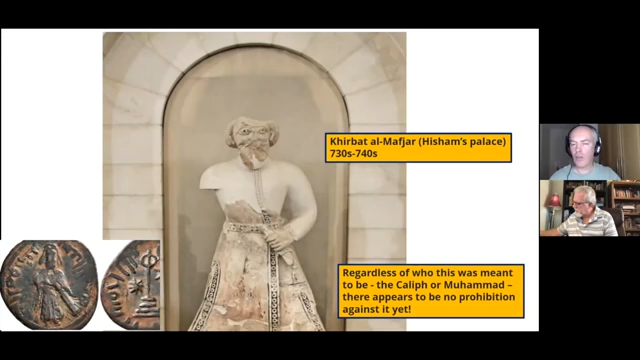 Khirbat al-Mafjar (Hisham's palace)
730s-740s
Regardless of who this was meant
to be - the Caliph or Muhammad –
there appears to be no prohibition
against it yet!